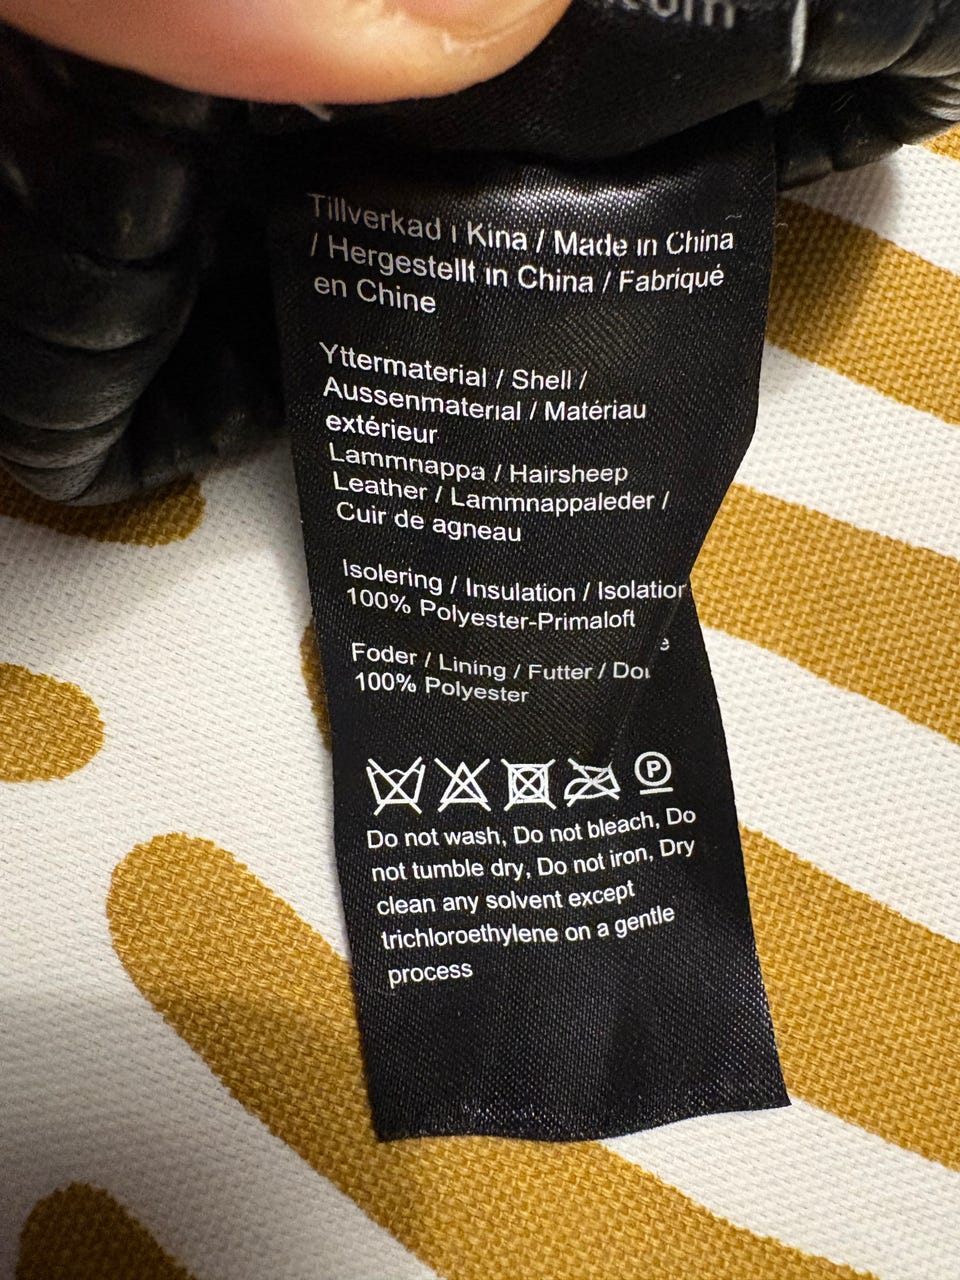 Tillverkad i Kina / Made in China
/ Hergestellt in China / Fabriqué
en Chine
Yttermaterial / Shell /
Aussenmaterial / Matériau
extérieur
Lammnappa / Hairsheep
Leather / Lammnappaleder /
Cuir de agneau
Isolering / Insulation / Isolation
100% Polyester-Primaloft
Foder / Lining / Futter /
100% Polyester
P
Do not wash, Do not bleach, Do
not tumble dry, Do not iron, Dry
clean any solvent except
trichloroethylene on a gentle
process